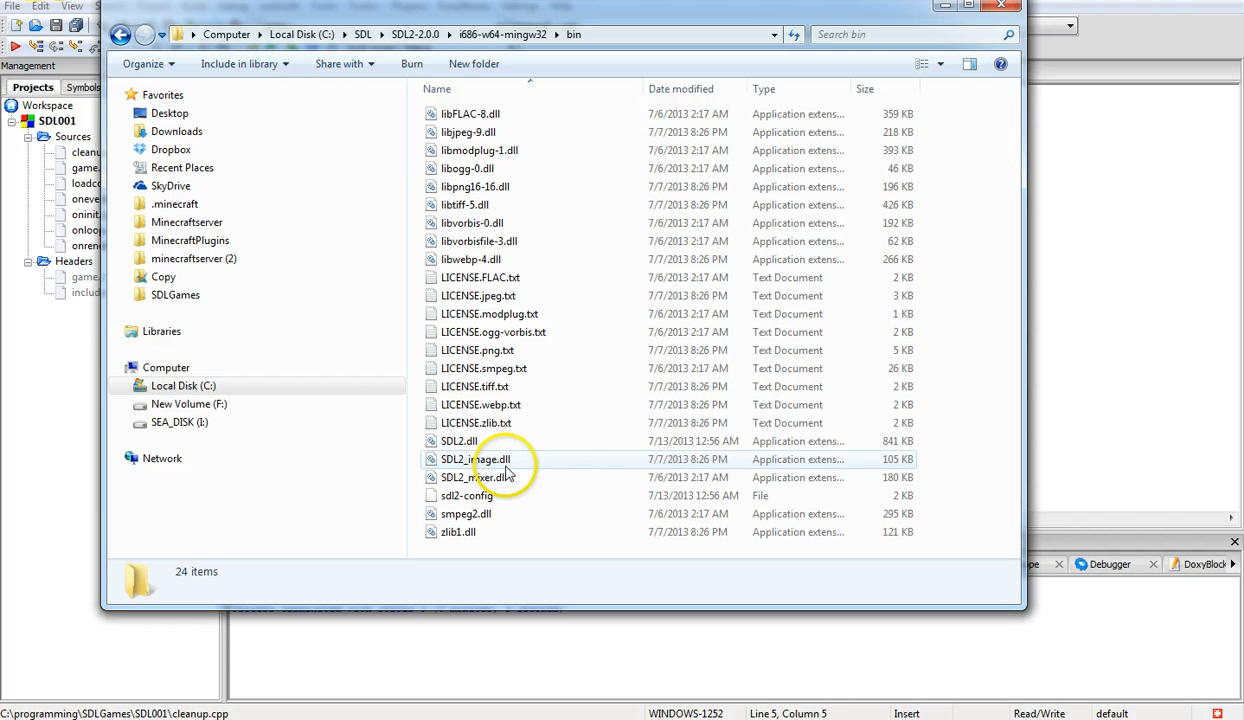 File Edit View
Management
Projects Symbols
Workspace
SDL001
Sources
cleanu
game.
loadco
oneve
oninit.
onloo
onren
Headers
game.
includ
Computer Local Disk (C:) SDL SDL2-2.0.0 i686-w64-mingw32 bin
Search bin
Organize Include in library Share with Burn New folder
Favorites
Desktop
Downloads
Dropbox
Recent Places
SkyDrive
.minecraft
Minecraftserver
MinecraftPlugins
minecraftserver (2)
Copy
SDLGames
Libraries
Computer
Local Disk (C:)
New Volume (F:)
SEA_DISK (I:)
Network
Name Date modified Type Size
libFLAC-8.dll 7/6/2013 2:17 AM Application extens... 359 KB
libjpeg-9.dll 7/7/2013 8:26 PM Application extens... 218 KB
libmodplug-1.dll 7/6/2013 2:17 AM Application extens... 393 KB
libogg-0.dll 7/6/2013 2:17 AM Application extens... 46 KB
libpng16-16.dll 7/7/2013 8:26 PM Application extens... 196 KB
libtiff-5.dll 7/7/2013 8:26 PM Application extens... 426 KB
libvorbis-0.dll 7/6/2013 2:17 AM Application extens... 192 KB
libvorbisfile-3.dll 7/6/2013 2:17 AM Application extens... 62 KB
libwebp-4.dll 7/7/2013 8:26 PM Application extens... 266 KB
LICENSE.FLAC.txt 7/6/2013 2:17 AM Text Document 2 KB
LICENSE.jpeg.txt 7/7/2013 8:26 PM Text Document 3 KB
LICENSE.modplug.txt 7/6/2013 2:17 AM Text Document 1 KB
LICENSE.ogg-vorbis.txt 7/6/2013 2:17 AM Text Document 2 KB
LICENSE.png.txt 7/7/2013 8:26 PM Text Document 5 KB
LICENSE.smpeg.txt 7/6/2013 2:17 AM Text Document 26 KB
LICENSE.tiff.txt 7/7/2013 8:26 PM Text Document 2 KB
LICENSE.webp.txt 7/7/2013 8:26 PM Text Document 2 KB
LICENSE.zlib.txt 7/7/2013 8:26 PM Text Document 2 KB
SDL2.dll 7/13/2013 12:56 AM Application extens... 841 KB
SDL2_image.dll 7/7/2013 8:26 PM Application extens... 105 KB
SDL2_mixer.dll 7/6/2013 2:17 AM Application extens... 180 KB
sdl2-config 7/13/2013 12:56 AM File 2 KB
smpeg2.dll 7/6/2013 2:17 AM Application extens... 295 KB
zlib1.dll 7/7/2013 8:26 PM Application extens... 121 KB
24 items
pe Debugger DoxyBlock
C:\programming\SDLGames\SDL001\cleanup.cpp WINDOWS-1252 Line 5, Column 5 Insert Read/Write default